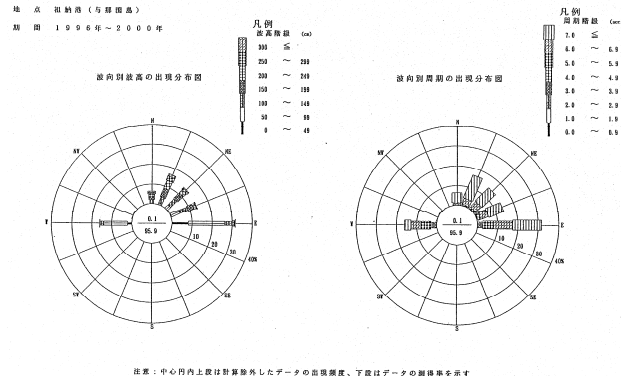 地 点 祖納港（与那国島）
期 間 1996年～2000年
凡例
波高階級 (cm)
300 ≦
250 ～ 299
200 ～ 249
150 ～ 199
100 ～ 149
50 ～ 99
0 ～ 49
凡例
周期階級 (sec)
7.0 ≦
6.0 ～ 6.9
5.0 ～ 5.9
4.0 ～ 4.9
3.0 ～ 3.9
2.0 ～ 2.9
1.0 ～ 1.9
0.0 ～ 0.9
波向別波高の出現分布図
波向別周期の出現分布図
N
NW
NE
W
0.1
95.9
E
10
20
30
40%
SW
SE
S
N
NW
NE
W
0.1
95.9
E
10
20
30
40%
SW
SE
S
注意：中心円内上段は計算除外したデータの出現頻度、下段はデータの測得率を示す